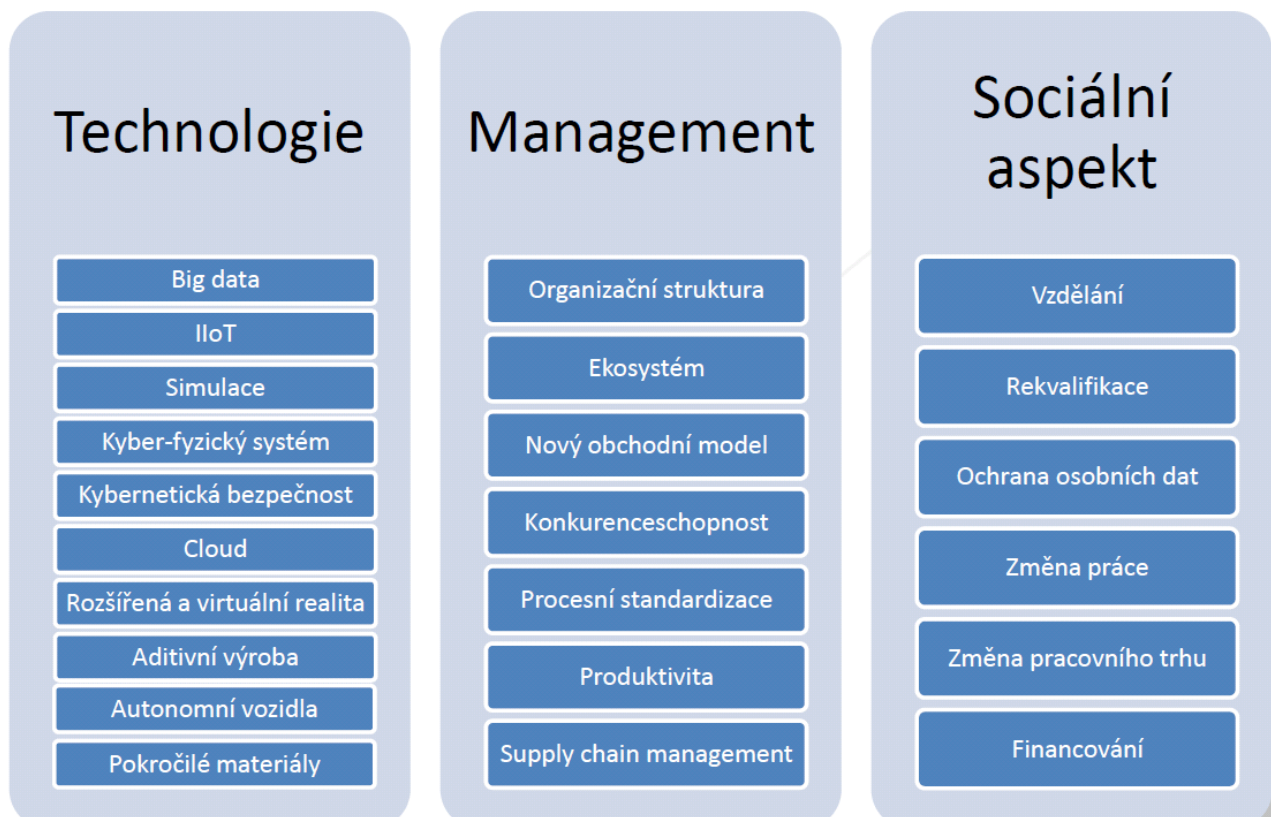 Technologie
Big data
IIoT
Simulace
Kyber-fyzický systém
Kybernetická bezpečnost
Cloud
Rozšířená a virtuální realita
Aditivní výroba
Autonomní vozidla
Pokročilé materiály
Management
Organizační struktura
Ekosystém
Nový obchodní model
Konkurenceschopnost
Procesní standardizace
Produktivita
Supply chain management
Sociální
aspekt
Vzdělání
Rekvalifikace
Ochrana osobních dat
Změna práce
Změna pracovního trhu
Financování